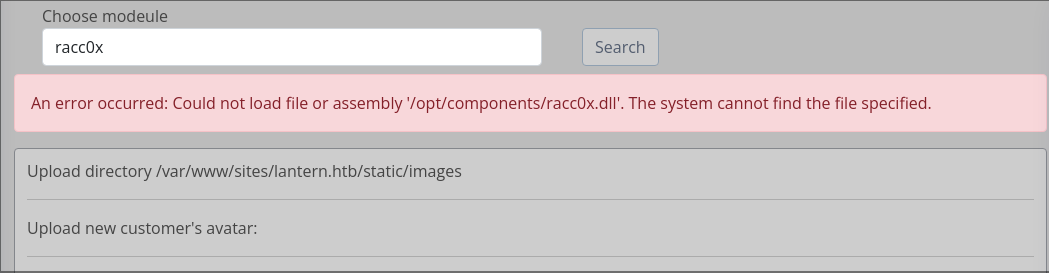 Choose modeule
racc0x
Search
An error occurred: Could not load file or assembly '/opt/components/racc0x.dll'. The system cannot find the file specified.
Upload directory /var/www/sites/lantern.htb/static/images
Upload new customer's avatar: